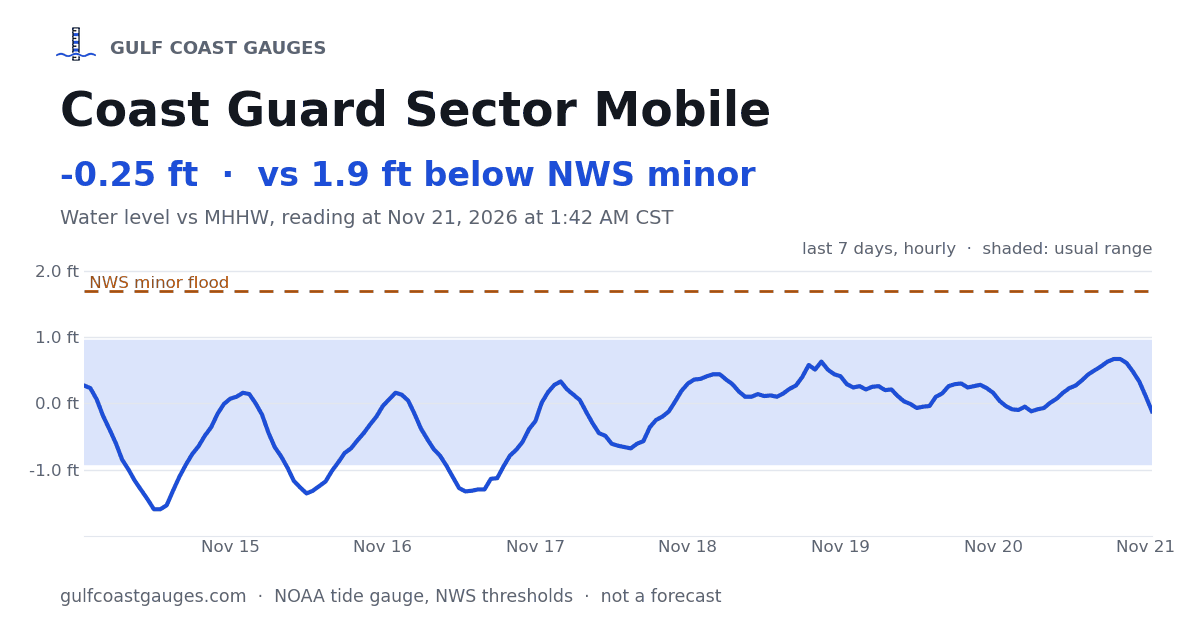 GULF COAST GAUGES
Coast Guard Sector Mobile
-0.25 ft · vs 1.9 ft below NWS minor
Water level vs MHHW, reading at Nov 21, 2026 at 1:42 AM CST
last 7 days, hourly · shaded: usual range
2.0 ft
NWS minor flood
1.0 ft
0.0 ft
-1.0 ft
Nov 15 Nov 16 Nov 17 Nov 18 Nov 19 Nov 20 Nov 21
gulfcoastgauges.com · NOAA tide gauge, NWS thresholds · not a forecast